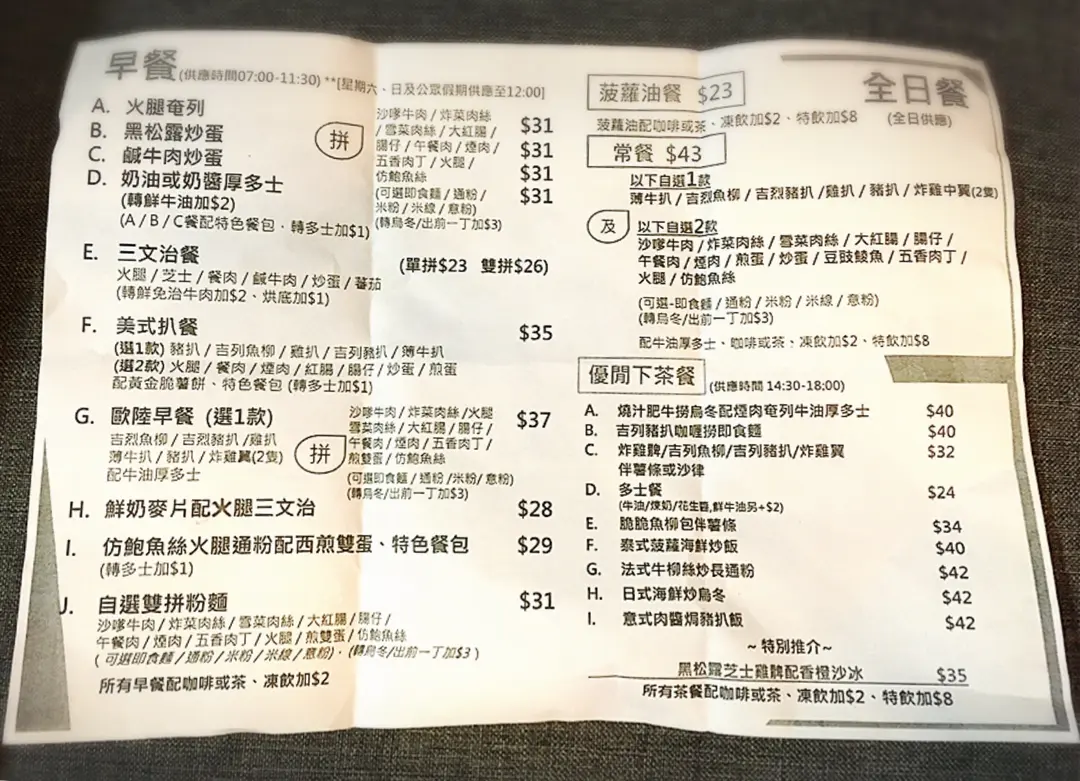 早餐(供應時間07:00-11:30) **[星期六、日及公眾假期供應至12:00]
A. 火腿奄列
B. 黑松露炒蛋
C. 鹹牛肉炒蛋
D. 奶油或奶醬厚多士
(轉鮮牛油加$2)
(A / B / C餐配特色餐包﹒轉多士加$1)
拼
沙嗲牛肉 / 炸菜肉絲
/ 雪菜肉絲 / 大紅腸 /
腸仔 / 午餐肉 / 煙肉 /
五香肉丁 / 火腿 /
仿鮑魚絲
(可選即食麵 / 通粉 /
米粉 / 米線 / 意粉)
(轉烏冬/出前一丁加$3)
$31
$31
$31
$31
E. 三文治餐 (單拼$23 雙拼$26)
火腿 / 芝士 / 餐肉 / 鹹牛肉 / 炒蛋 / 蕃茄
(轉鮮免治牛肉加$2、烘底加$1)
F. 美式扒餐 $35
(選1款) 豬扒 / 吉列魚柳 / 雞扒 / 吉列豬扒 / 薄牛扒
(選2款) 火腿 / 餐肉 / 煙肉 / 紅腸 / 腸仔 / 炒蛋 / 煎蛋
配黃金脆薯餅、特色餐包 (轉多士加$1)
G. 歐陸早餐 (選1款) $37
吉烈魚柳 / 吉烈豬扒 /雞扒
薄牛扒 / 豬扒 / 炸雞翼(2隻)
配牛油厚多士
拼
沙嗲牛肉 / 炸菜肉絲 /火腿
雪菜肉絲 / 大紅腸 / 腸仔 /
午餐肉 / 煙肉 / 五香肉丁 /
煎雙蛋 / 仿鮑魚絲
(可選即食麵 / 通粉 /米粉/ 意粉)
(轉烏冬/出前一丁加$3)
H. 鮮奶麥片配火腿三文治 $28
I. 仿鮑魚絲火腿通粉配西煎雙蛋、特色餐包 $29
(轉多士加$1)
J. 自選雙拼粉麵 $31
沙嗲牛肉 / 炸菜肉絲 / 雪菜肉絲 / 大紅腸 / 腸仔 /
午餐肉 / 煙肉 / 五香肉丁 / 火腿 / 煎雙蛋 / 仿鮑魚絲
( 可選即食麵 / 通粉 / 米粉 / 米線 / 意粉)﹒(轉烏冬/出前一丁加$3 )
所有早餐配咖啡或茶、凍飲加$2
全日餐
(全日供應)
菠蘿油餐 $23
菠蘿油配咖啡或茶、凍飲加$2、特飲加$8
常餐 $43
以下自選1款
薄牛扒 / 吉烈魚柳 / 吉烈豬扒 /雞扒 / 豬扒 / 炸雞中翼(2隻)
及
以下自選2款
沙嗲牛肉 / 炸菜肉絲 / 雪菜肉絲 / 大紅腸 / 腸仔 /
午餐肉 / 煙肉 / 煎蛋 / 炒蛋 / 豆豉鯪魚 / 五香肉丁 /
火腿 / 仿鮑魚絲
(可選-即食麵 / 通粉 / 米粉 / 米線 / 意粉)
(轉烏冬/出前一丁加$3)
配牛油厚多士、咖啡或茶、凍飲加$2、特飲加$8
優閒下茶餐 (供應時間 14:30-18:00)
A. 燒汁肥牛撈烏冬配煙肉奄列牛油厚多士 $40
B. 吉列豬扒咖喱撈即食麵 $40
C. 炸雞髀/吉列魚柳/吉列豬扒/炸雞翼 $32
伴薯條或沙律
D. 多士餐 $24
(牛油/煉奶/花生醬,鮮牛油另+$2)
E. 脆脆魚柳包伴薯條 $34
F. 泰式菠蘿海鮮炒飯 $40
G. 法式牛柳絲炒長通粉 $42
H. 日式海鮮炒烏冬 $42
I. 意式肉醬焗豬扒飯 $42
~ 特別推介~
黑松露芝士雞髀配香橙沙冰 $35
所有茶餐配咖啡或茶、凍飲加$2、特飲加$8